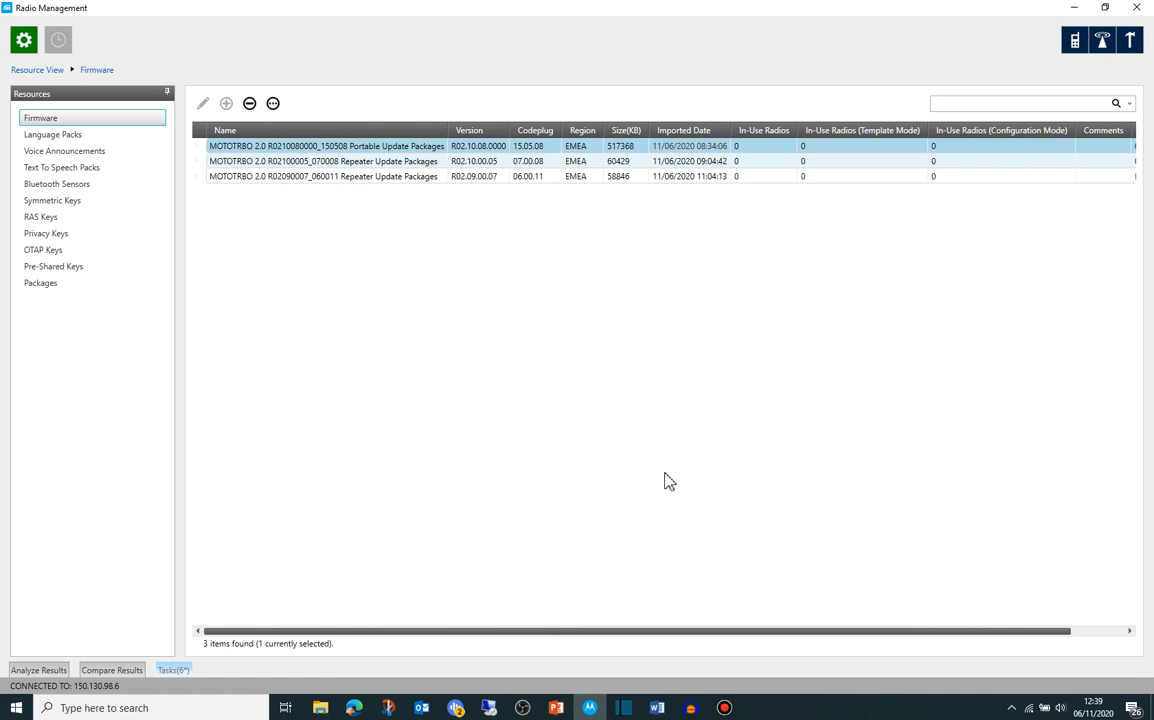 Radio Management
Resource View Firmware
Resources
Firmware
Language Packs
Voice Announcements
Text To Speech Packs
Bluetooth Sensors
Symmetric Keys
RAS Keys
Privacy Keys
OTAP Keys
Pre-Shared Keys
Packages
Name Version Codeplug Region Size(KB) Imported Date In-Use Radios In-Use Radios (Template Mode) In-Use Radios (Configuration Mode) Comments
MOTOTRBO 2.0 R0210080000_150508 Portable Update Packages R02.10.08.0000 15.05.08 EMEA 517368 11/06/2020 08:34:06 0 0 0
MOTOTRBO 2.0 R02100005_070008 Repeater Update Packages R02.10.00.05 07.00.08 EMEA 60429 11/06/2020 09:04:42 0 0 0
MOTOTRBO 2.0 R02090007_060011 Repeater Update Packages R02.09.00.07 06.00.11 EMEA 58846 11/06/2020 11:04:13 0 0 0
3 items found (1 currently selected).
Analyze Results Compare Results Tasks(6*)
CONNECTED TO: 150.130.98.6
Type here to search
12:39
06/11/2020
26